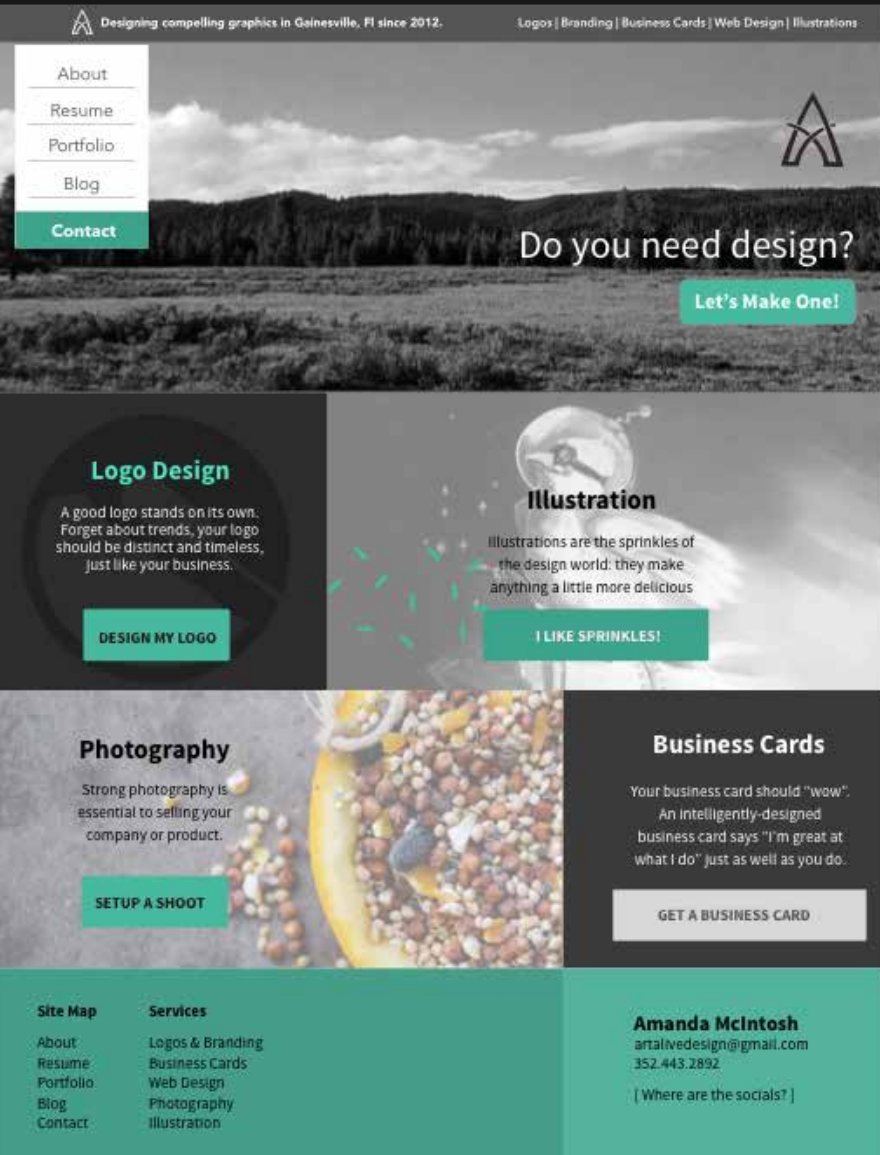 Designing compelling graphics in Gainesville, Fl since 2012.
Logos | Branding | Business Cards | Web Design | Illustrations
About
Resume
Portfolio
Blog
Contact
Do you need design?
Let's Make One!
Logo Design
A good logo stands on its own.
Forget about trends, your logo
should be distinct and timeless,
just like your business.
DESIGN MY LOGO
Illustration
Illustrations are the sprinkles of
the design world: they make
anything a little more delicious
I LIKE SPRINKLES!
Photography
Strong photography is
essential to selling your
company or product.
SETUP A SHOOT
Business Cards
Your business card should "wow".
An intelligently-designed
business card says "I'm great at
what I do" just as well as you do.
GET A BUSINESS CARD
Site Map
About
Resume
Portfolio
Blog
Contact
Services
Logos & Branding
Business Cards
Web Design
Photography
Illustration
Amanda McIntosh
artalivedesign@gmail.com
352.443.2892
[ Where are the socials? ]